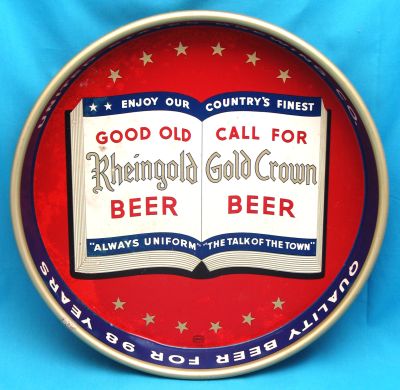 ★ ★ ENJOY OUR COUNTRY'S FINEST
GOOD OLD
Rheingold
BEER
"ALWAYS UNIFORM"
CALL FOR
Gold Crown
BEER
"THE TALK OF THE TOWN"
QUALITY BEER FOR 98 YEARS